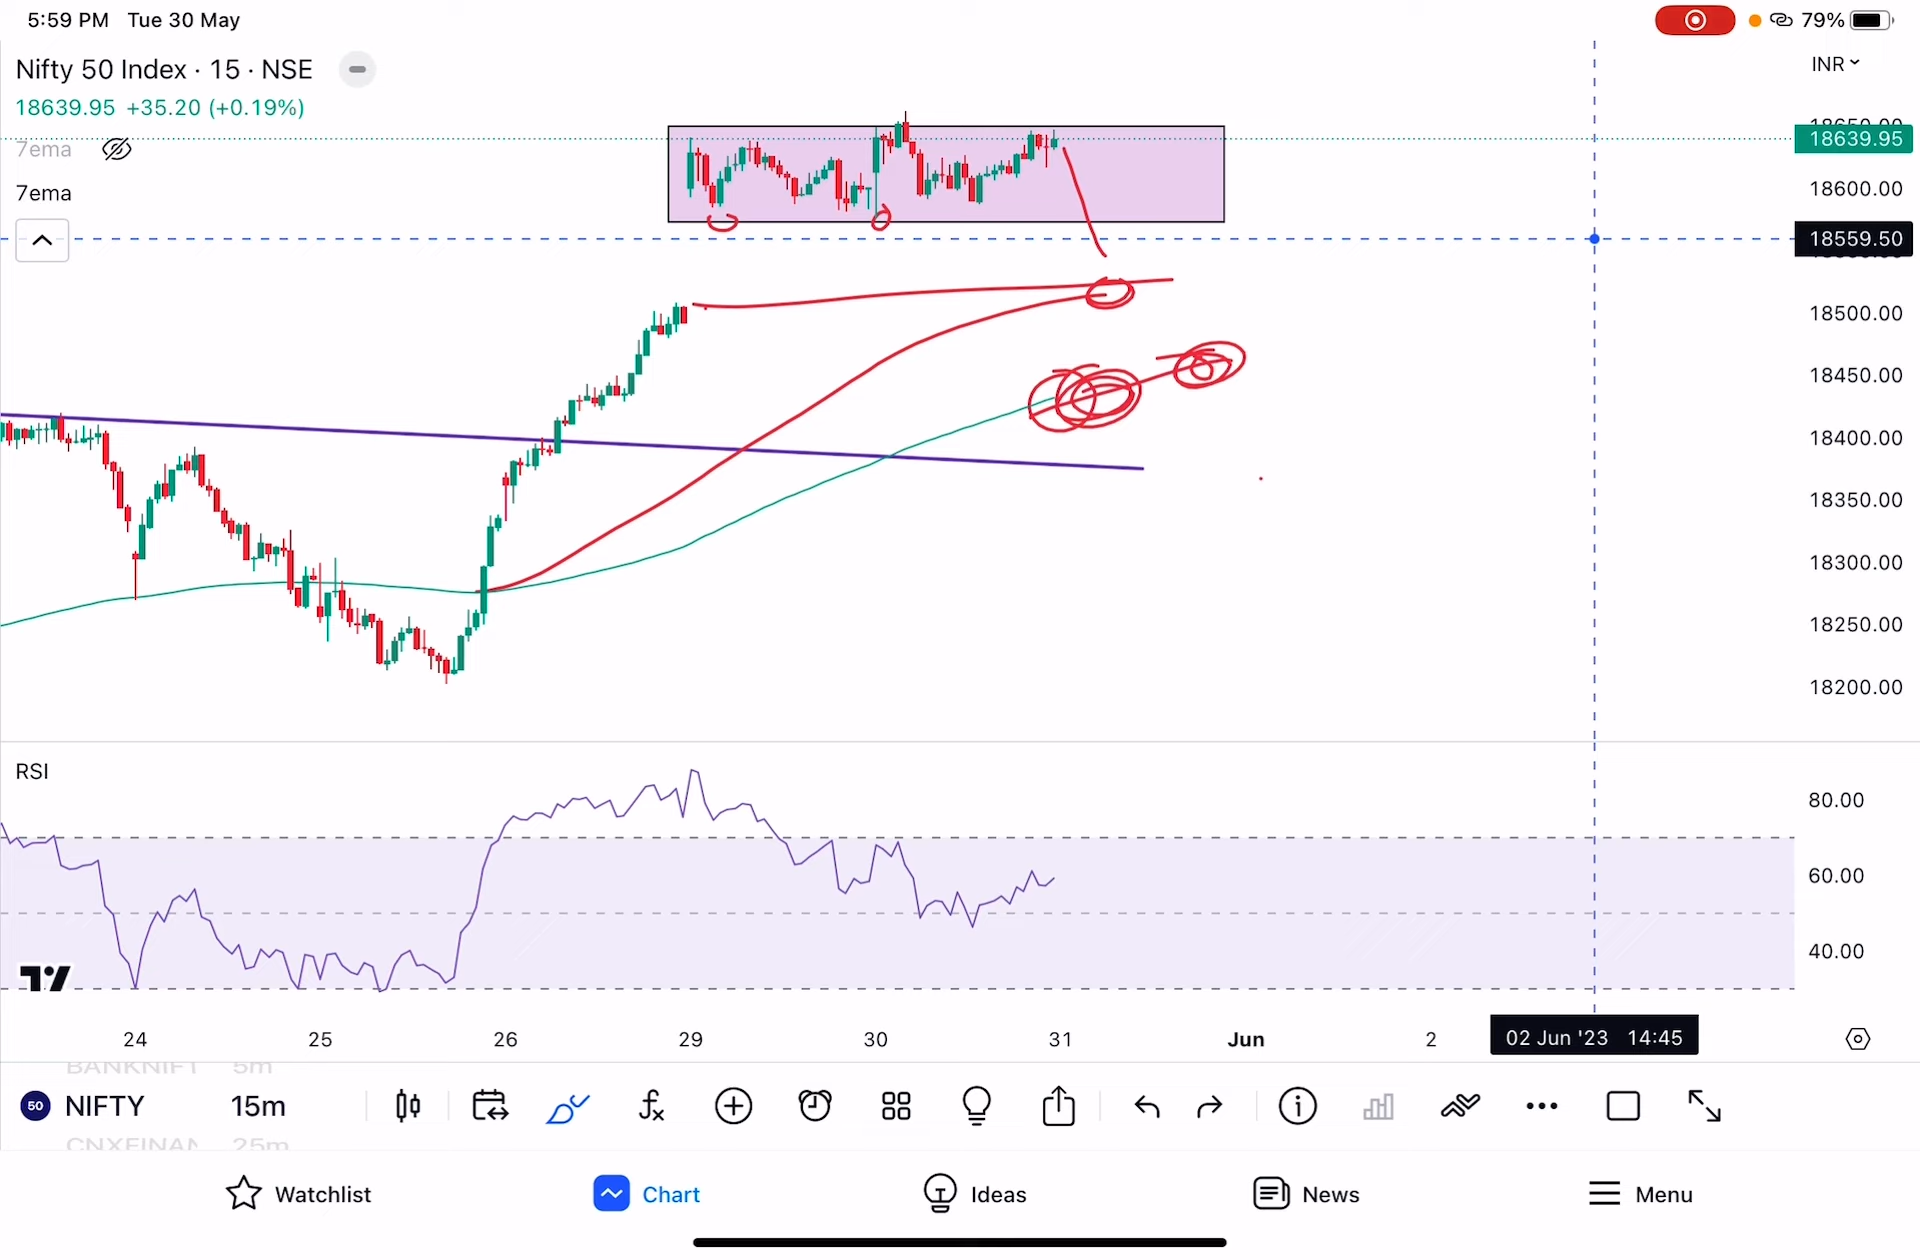 5:59 PM Tue 30 May
79%
Nifty 50 Index · 15 · NSE
INR
18639.95 +35.20 (+0.19%)
7ema
7ema
18650.00
18639.95
18600.00
18559.50
18500.00
18450.00
18400.00
18350.00
18300.00
18250.00
18200.00
RSI
80.00
60.00
40.00
24 25 26 29 30 31 Jun 2 02 Jun '23 14:45
BANKNIFT 5m
50 NIFTY 15m
CNXFINAN 25m
Watchlist Chart Ideas News Menu